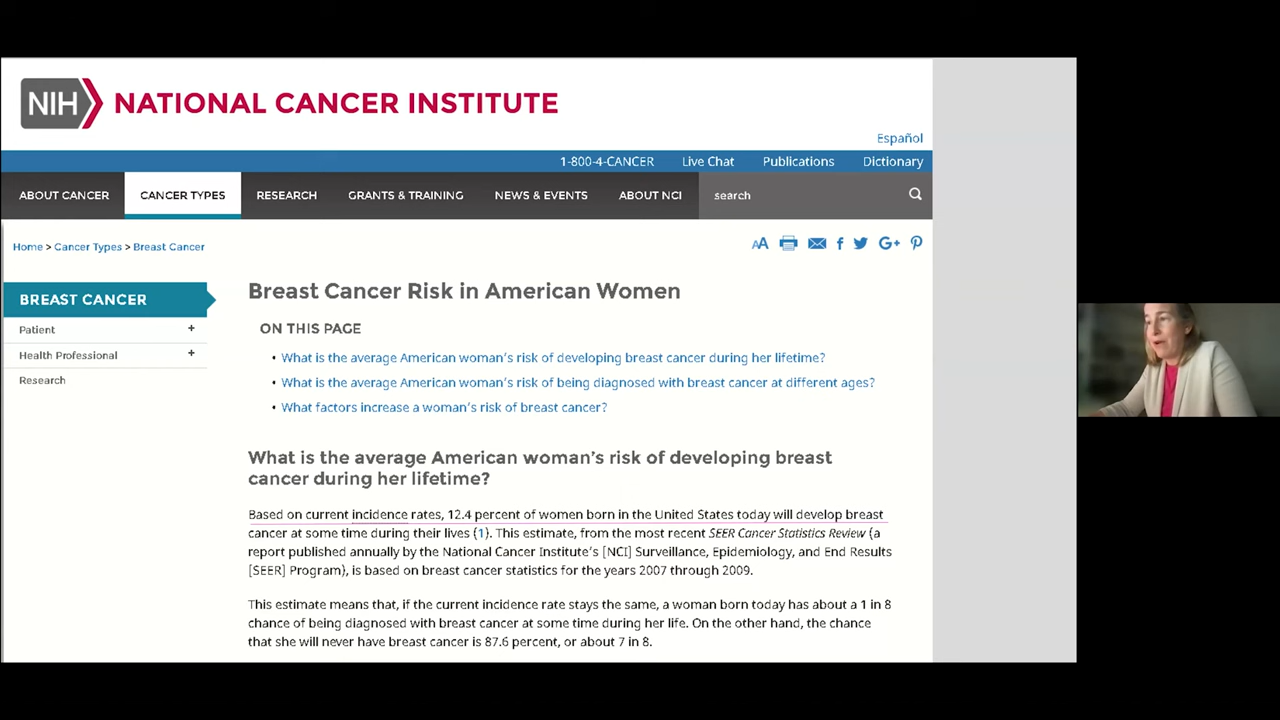 NIH NATIONAL CANCER INSTITUTE
Español
1-800-4-CANCER Live Chat Publications Dictionary
ABOUT CANCER CANCER TYPES RESEARCH GRANTS & TRAINING NEWS & EVENTS ABOUT NCI search
Home > Cancer Types > Breast Cancer
AA
f G+
BREAST CANCER
Patient +
Health Professional +
Research
Breast Cancer Risk in American Women
ON THIS PAGE
• What is the average American woman's risk of developing breast cancer during her lifetime?
• What is the average American woman's risk of being diagnosed with breast cancer at different ages?
• What factors increase a woman's risk of breast cancer?
What is the average American woman's risk of developing breast
cancer during her lifetime?
Based on current incidence rates, 12.4 percent of women born in the United States today will develop breast
cancer at some time during their lives (1). This estimate, from the most recent SEER Cancer Statistics Review (a
report published annually by the National Cancer Institute's [NCI] Surveillance, Epidemiology, and End Results
[SEER] Program), is based on breast cancer statistics for the years 2007 through 2009.
This estimate means that, if the current incidence rate stays the same, a woman born today has about a 1 in 8
chance of being diagnosed with breast cancer at some time during her life. On the other hand, the chance
that she will never have breast cancer is 87.6 percent, or about 7 in 8.